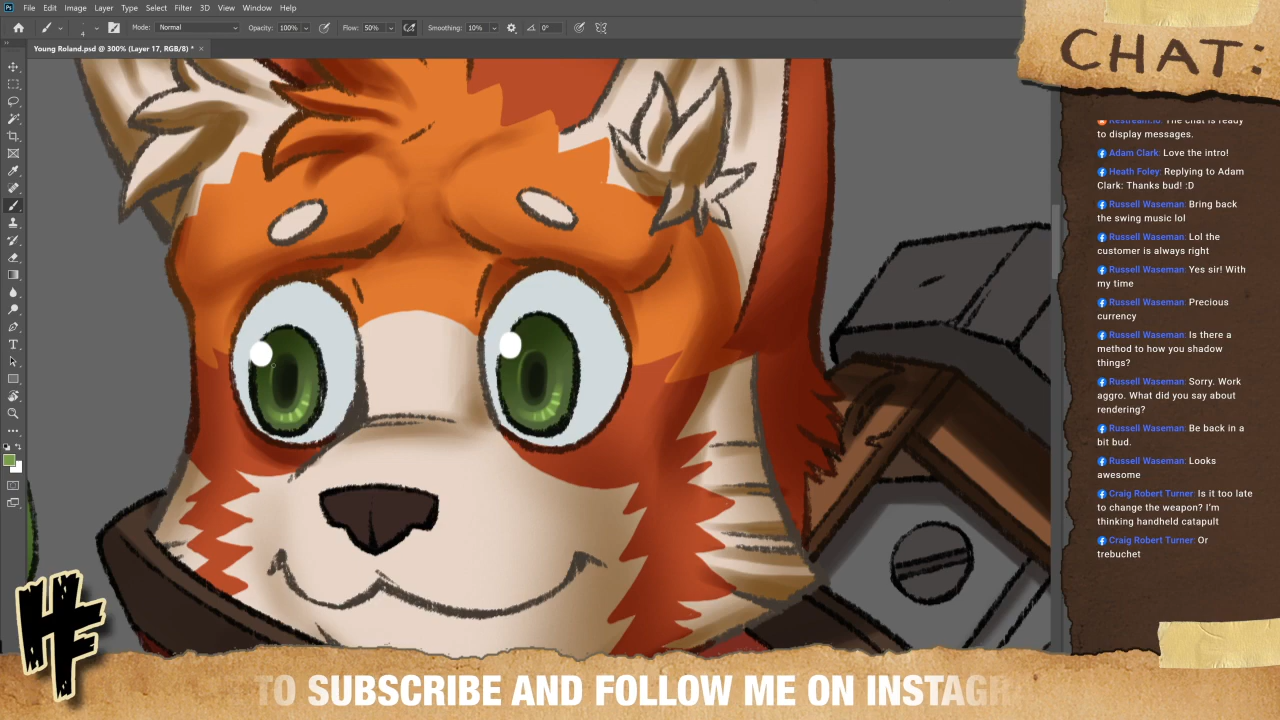 File Edit Image Layer Type Select Filter 3D View Window Help
4 Mode: Normal Opacity: 100% Flow: 50% Smoothing: 10% 0°
Young Roland.psd @ 300% (Layer 17, RGB/8) * ×
CHAT:
Restream.io: The chat is ready
to display messages.
Adam Clark: Love the intro!
Heath Foley: Replying to Adam
Clark: Thanks bud! :D
Russell Waseman: Bring back
the swing music lol
Russell Waseman: Lol the
customer is always right
Russell Waseman: Yes sir! With
my time
Russell Waseman: Precious
currency
Russell Waseman: Is there a
method to how you shadow
things?
Russell Waseman: Sorry. Work
aggro. What did you say about
rendering?
Russell Waseman: Be back in a
bit bud.
Russell Waseman: Looks
awesome
Craig Robert Turner: Is it too late
to change the weapon? I'm
thinking handheld catapult
Craig Robert Turner: Or
trebuchet
HF
TO SUBSCRIBE AND FOLLOW ME ON INSTAGR